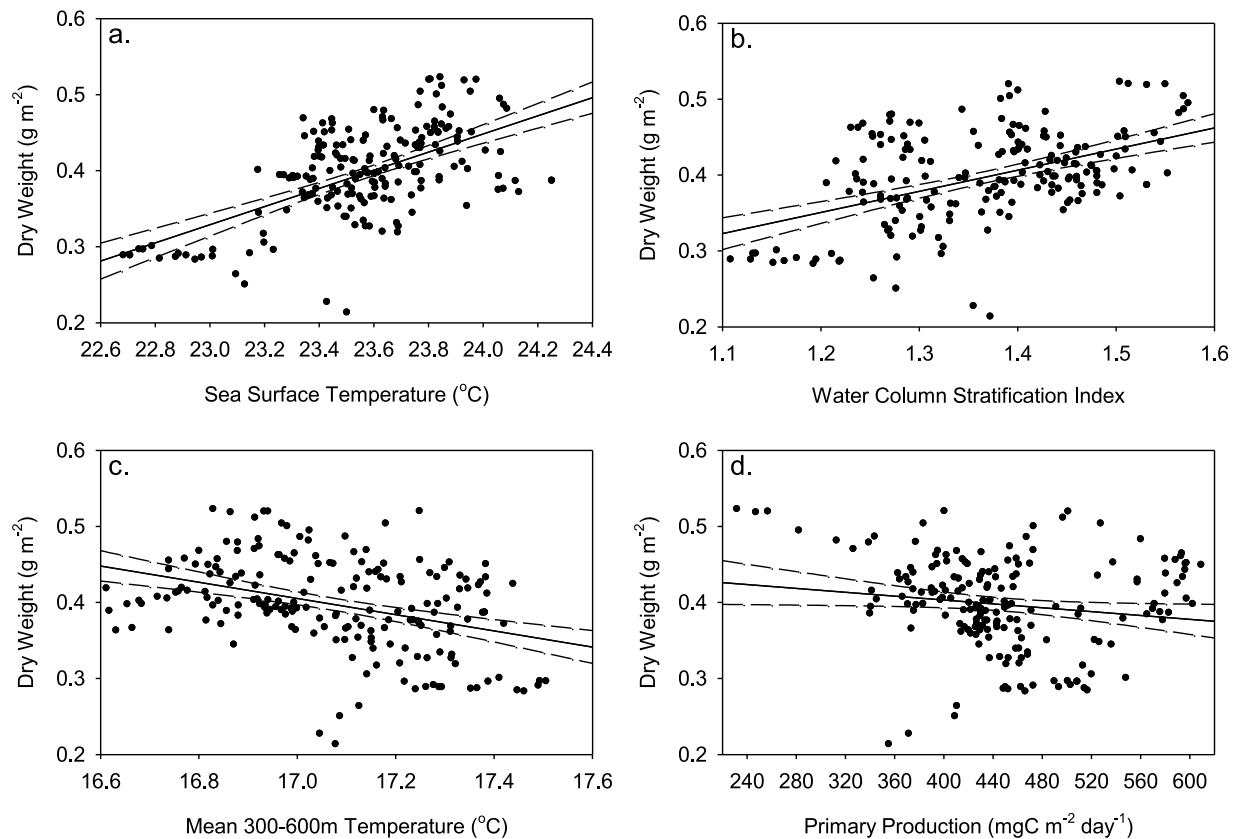 a.
Dry Weight (g m⁻²)
0.6
0.5
0.4
0.3
0.2
22.6 22.8 23.0 23.2 23.4 23.6 23.8 24.0 24.2 24.4
Sea Surface Temperature (°C)
b.
Dry Weight (g m⁻²)
0.6
0.5
0.4
0.3
0.2
1.1 1.2 1.3 1.4 1.5 1.6
Water Column Stratification Index
c.
Dry Weight (g m⁻²)
0.6
0.5
0.4
0.3
0.2
16.6 16.8 17.0 17.2 17.4 17.6
Mean 300-600m Temperature (°C)
d.
Dry Weight (g m⁻²)
0.6
0.5
0.4
0.3
0.2
240 280 320 360 400 440 480 520 560 600
Primary Production (mgC m⁻² day⁻¹)